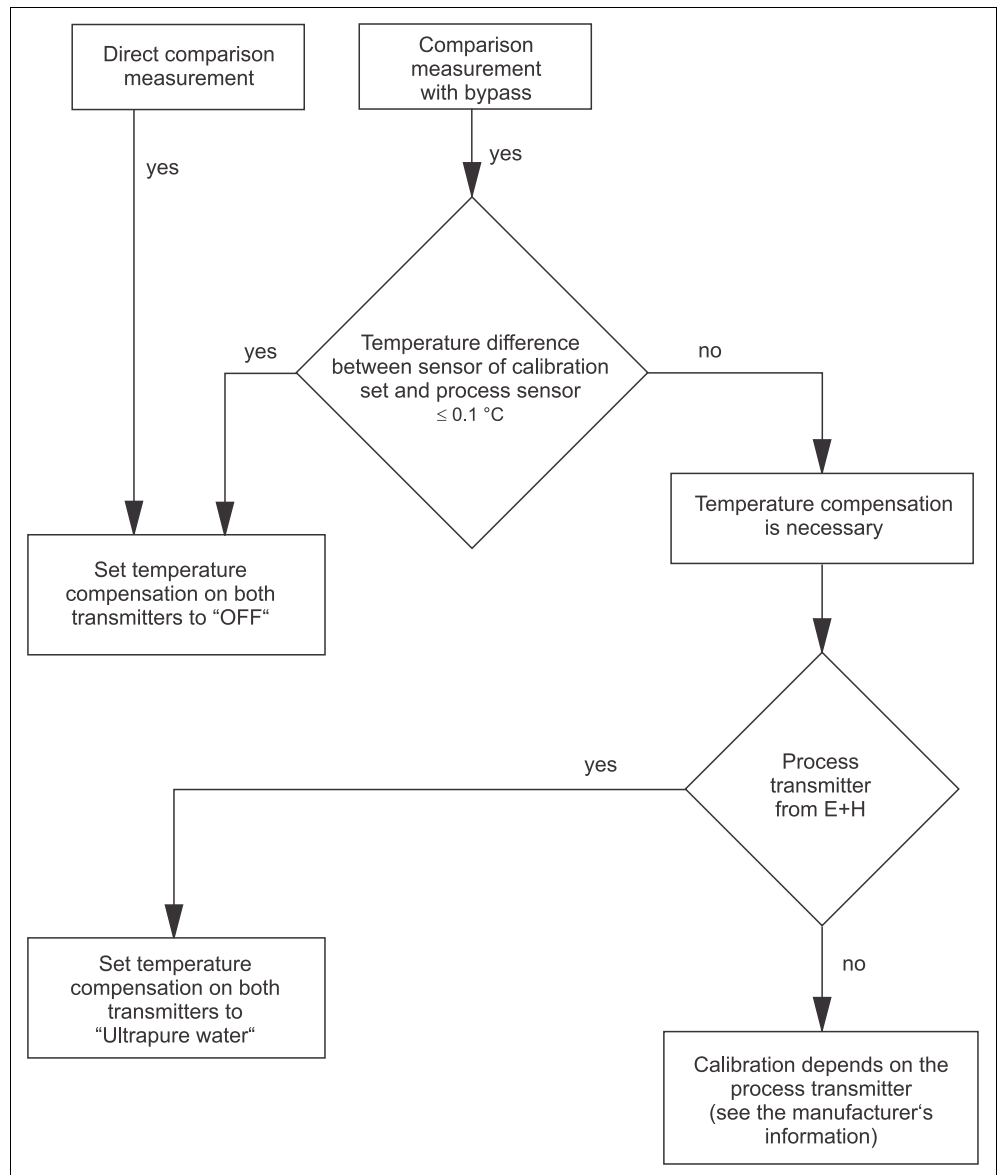 Direct comparison
measurement
Comparison
measurement
with bypass
yes
yes
Temperature difference
between sensor of calibration
set and process sensor
≤ 0.1 °C
yes
no
Set temperature
compensation on both
transmitters to “OFF“
Temperature compensation
is necessary
Process
transmitter
from E+H
yes
no
Set temperature
compensation on both
transmitters to
“Ultrapure water“
Calibration depends on the
process transmitter
(see the manufacturer‘s
information)